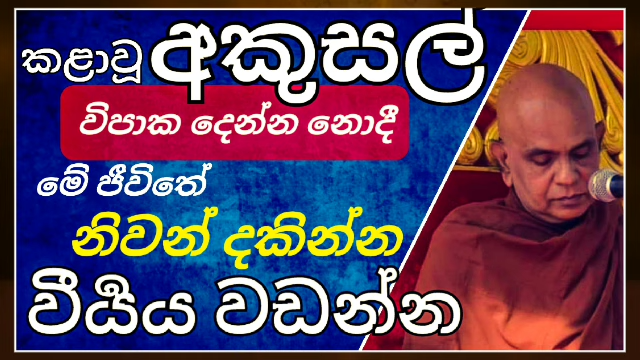 කළාවූ අකුසල්
විපාක දෙන්න නොදී
මේ ජීවිතේ
නිවන් දකින්න
වීර්‍ය්‍ය වඩන්න